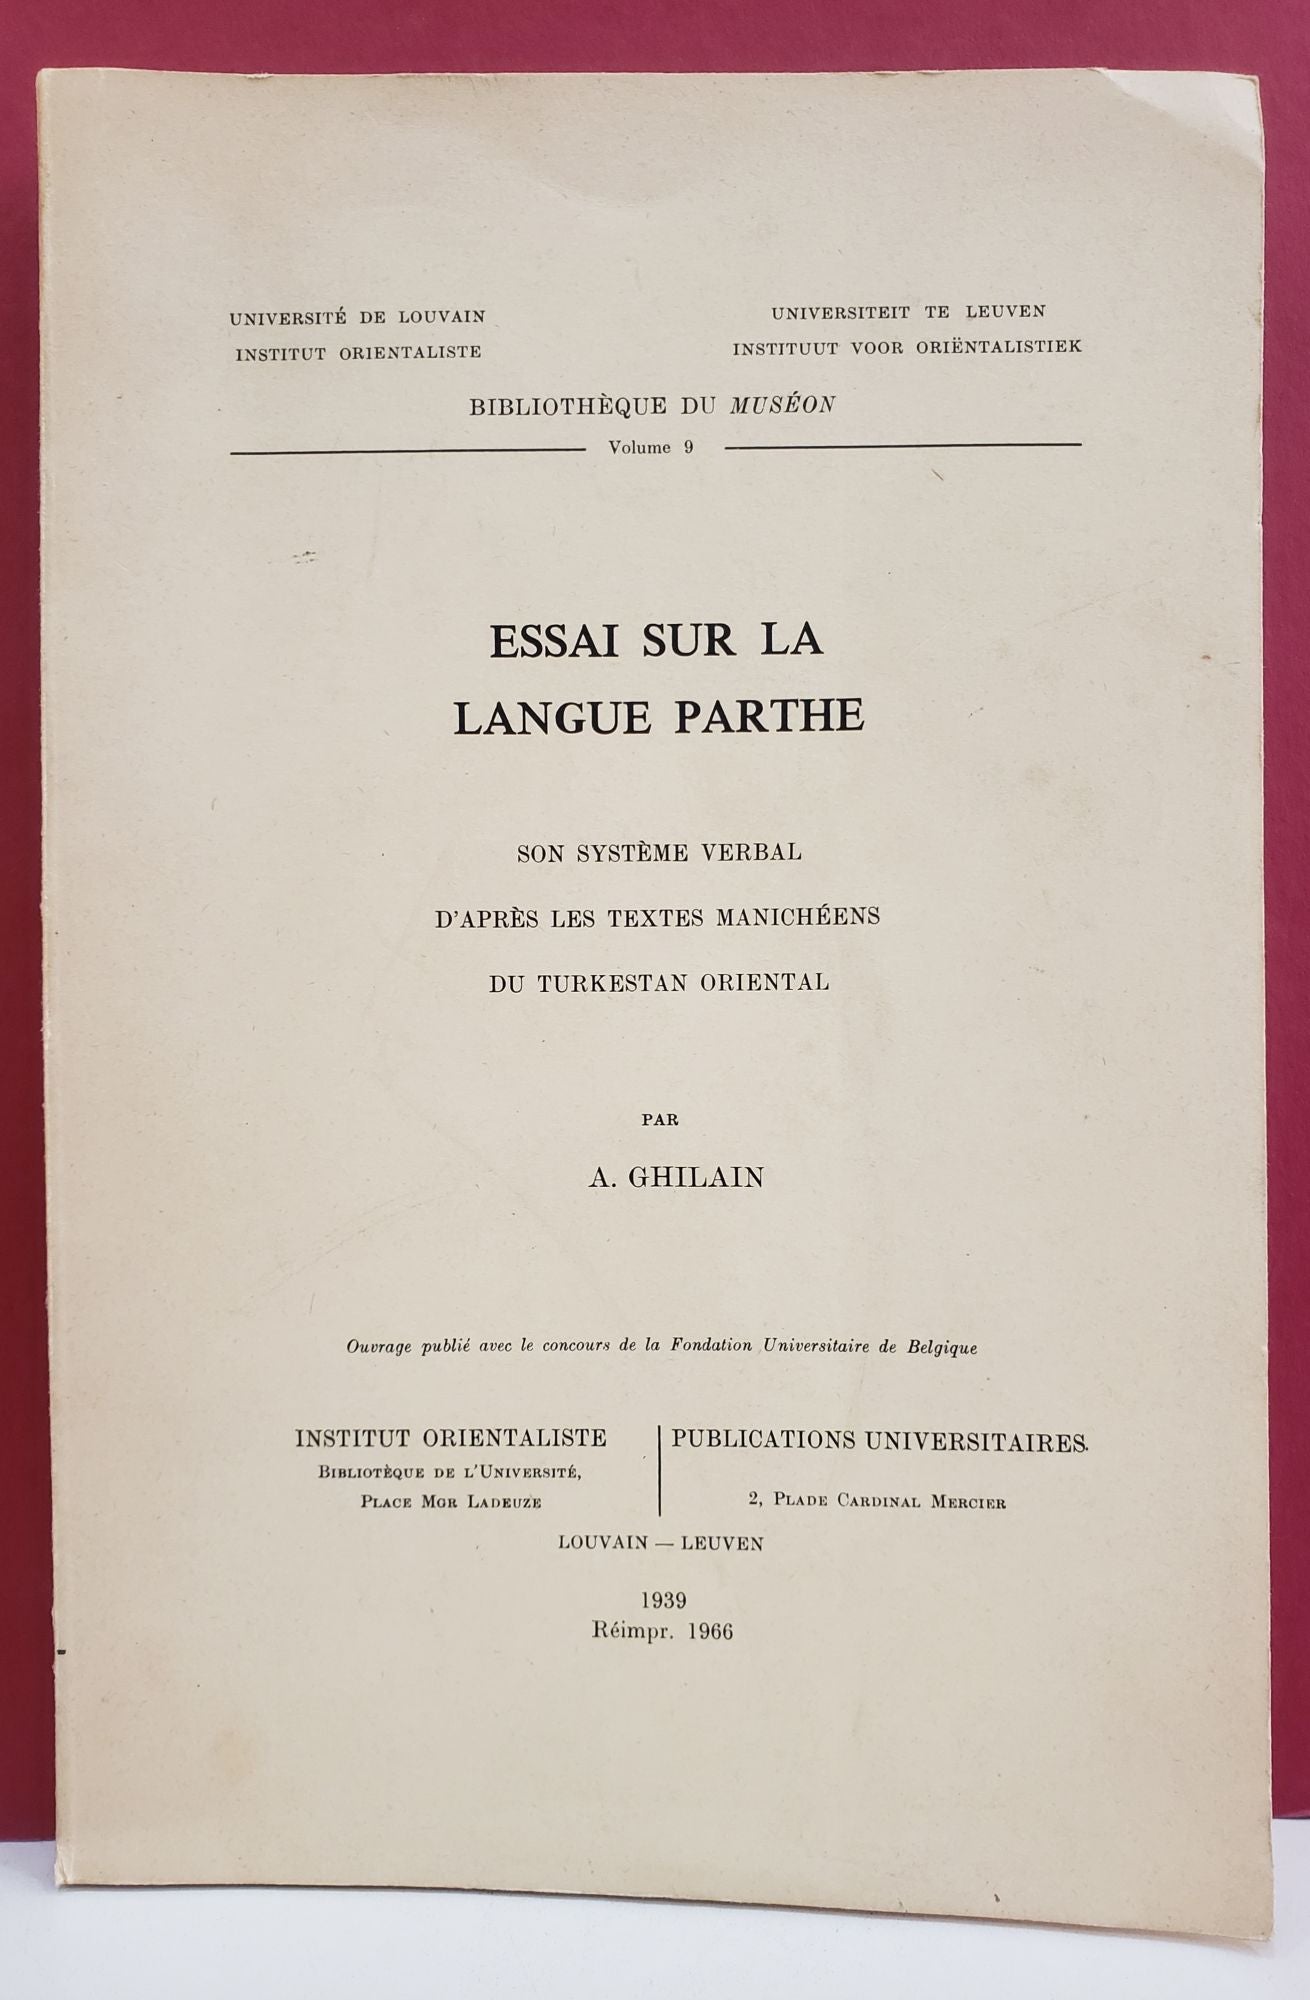 UNIVERSITÉ DE LOUVAIN
INSTITUT ORIENTALISTE
UNIVERSITEIT TE LEUVEN
INSTITUUT VOOR ORIËNTALISTIEK
BIBLIOTHÈQUE DU MUSÉON
Volume 9
ESSAI SUR LA
LANGUE PARTHE
SON SYSTÈME VERBAL
D'APRÈS LES TEXTES MANICHÉENS
DU TURKESTAN ORIENTAL
PAR
A. GHILAIN
Ouvrage publié avec le concours de la Fondation Universitaire de Belgique
INSTITUT ORIENTALISTE
BIBLIOTÈQUE DE L'UNIVERSITÉ,
PLACE MGR LADEUZE
PUBLICATIONS UNIVERSITAIRES.
2, PLADE CARDINAL MERCIER
LOUVAIN — LEUVEN
1939
Réimpr. 1966